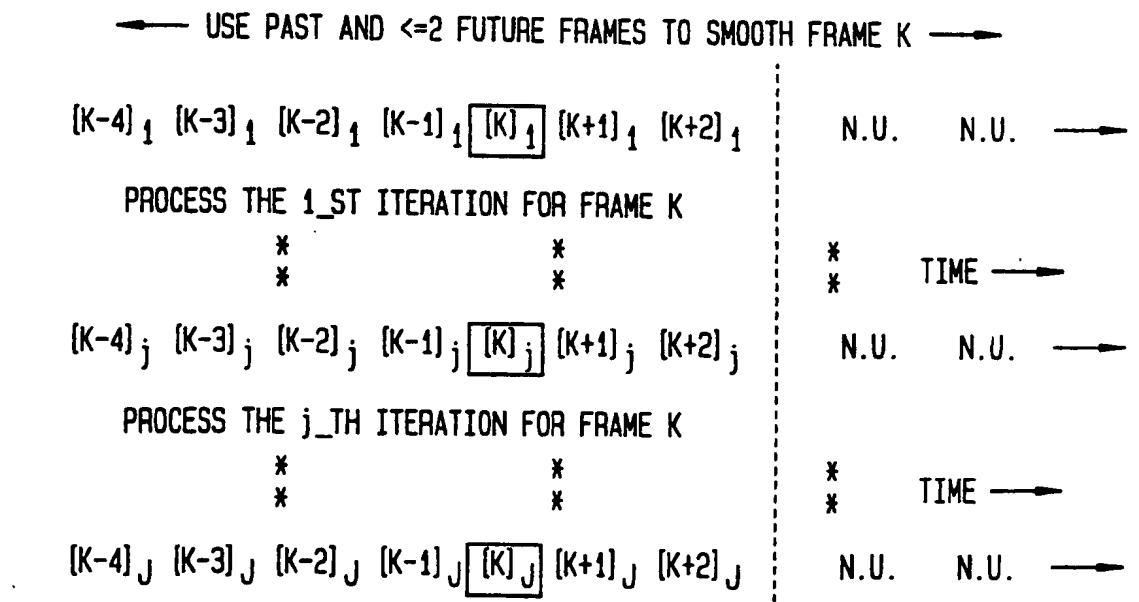 USE PAST AND <=2 FUTURE FRAMES TO SMOOTH FRAME K
[K-4]1 [K-3]1 [K-2]1 [K-1]1 [K]1 [K+1]1 [K+2]1 N.U. N.U.
PROCESS THE 1_ST ITERATION FOR FRAME K
* * *
* * * TIME
[K-4]j [K-3]j [K-2]j [K-1]j [K]j [K+1]j [K+2]j N.U. N.U.
PROCESS THE j_TH ITERATION FOR FRAME K
* * *
* * * TIME
[K-4]J [K-3]J [K-2]J [K-1]J [K]J [K+1]J [K+2]J N.U. N.U.